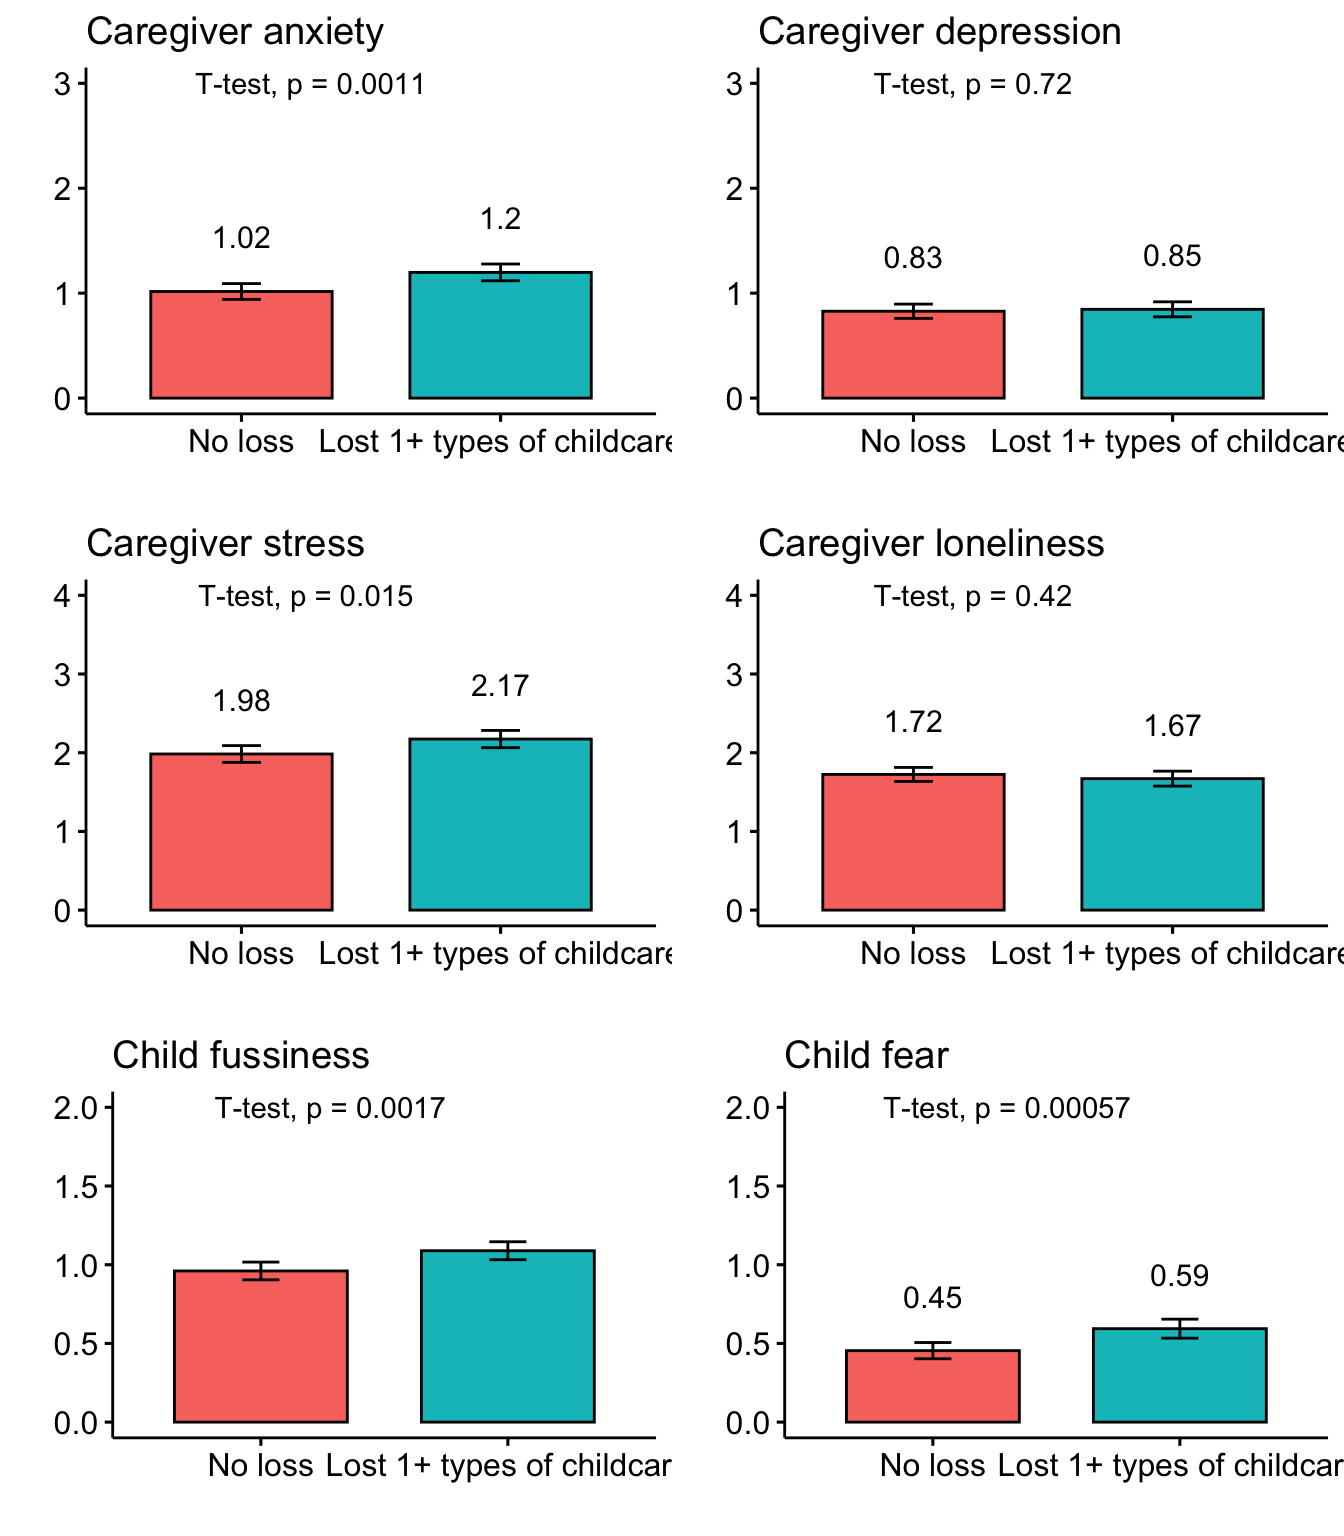 Caregiver anxiety
T-test, p = 0.0011
3
2
1
0
1.02
1.2
No loss
Lost 1+ types of childcare
Caregiver depression
T-test, p = 0.72
3
2
1
0
0.83
0.85
No loss
Lost 1+ types of childcare
Caregiver stress
T-test, p = 0.015
4
3
2
1
0
1.98
2.17
No loss
Lost 1+ types of childcare
Caregiver loneliness
T-test, p = 0.42
4
3
2
1
0
1.72
1.67
No loss
Lost 1+ types of childcare
Child fussiness
T-test, p = 0.0017
2.0
1.5
1.0
0.5
0.0
No loss
Lost 1+ types of childcar
Child fear
T-test, p = 0.00057
2.0
1.5
1.0
0.5
0.0
0.45
0.59
No loss
Lost 1+ types of childcar